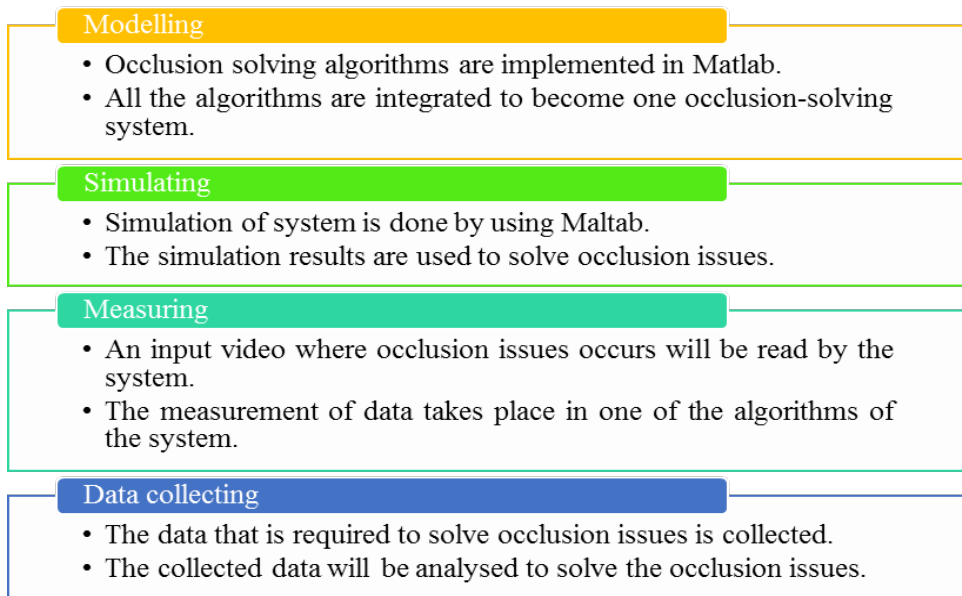 Modelling
• Occlusion solving algorithms are implemented in Matlab.
• All the algorithms are integrated to become one occlusion-solving
system.
Simulating
• Simulation of system is done by using Maltab.
• The simulation results are used to solve occlusion issues.
Measuring
• An input video where occlusion issues occurs will be read by the
system.
• The measurement of data takes place in one of the algorithms of
the system.
Data collecting
• The data that is required to solve occlusion issues is collected.
• The collected data will be analysed to solve the occlusion issues.